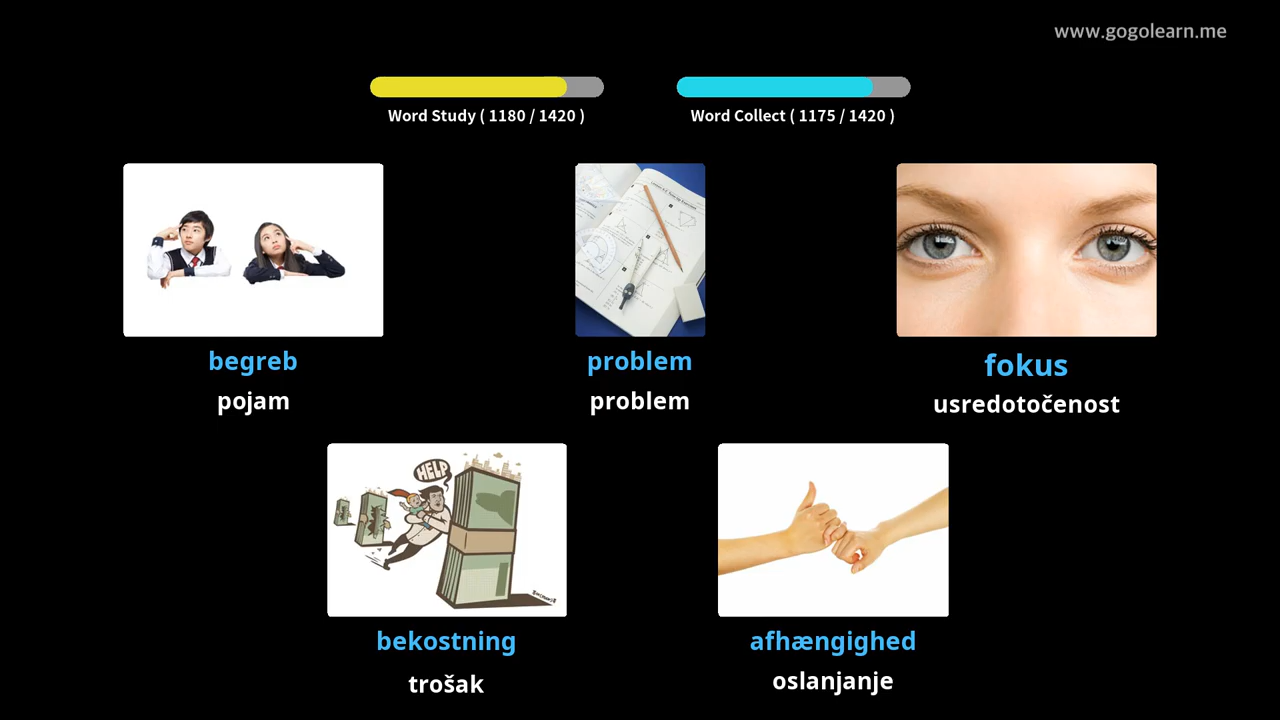 www.gogolearn.me
Word Study ( 1180 / 1420 )
Word Collect ( 1175 / 1420 )
begreb
pojam
problem
problem
fokus
usredotočenost
HELP
bekostning
trošak
afhængighed
oslanjanje